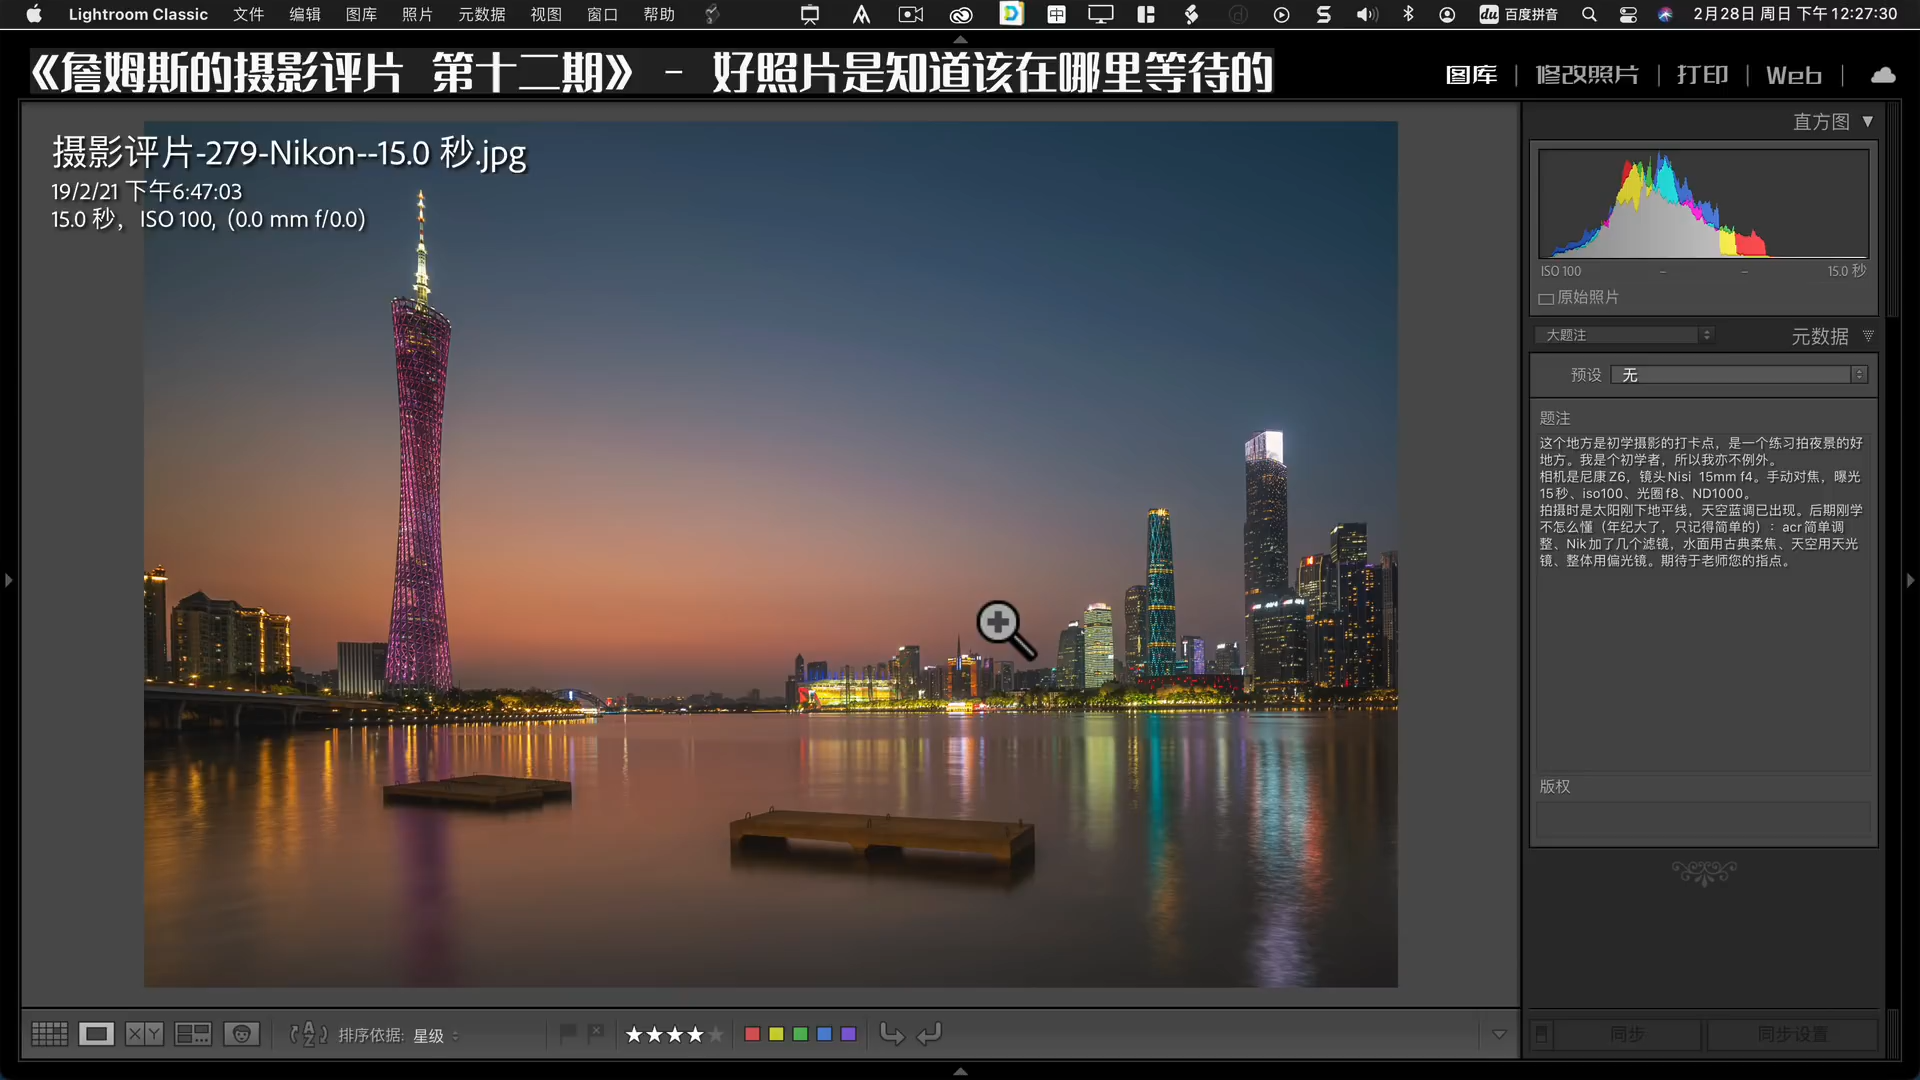 Lightroom Classic 文件 编辑 图库 照片 元数据 视图 窗口 帮助 中 du 百度拼音 2月28日 周日 下午 12:27:30
《詹姆斯的摄影评片 第十二期》 - 好照片是知道该在哪里等待的
图库 | 修改照片 | 打印 | Web |
摄影评片-279-Nikon--15.0 秒.jpg
19/2/21 下午6:47:03
15.0 秒, ISO 100, (0.0 mm f/0.0)
直方图
ISO 100 – – 15.0 秒
原始照片
大题注 元数据
预设 无
题注
这个地方是初学摄影的打卡点，是一个练习拍夜景的好
地方。我是个初学者，所以我亦不例外。
相机是尼康Z6，镜头Nisi 15mm f4。手动对焦，曝光
15秒、iso100、光圈f8、ND1000。
拍摄时是太阳刚下地平线，天空蓝调已出现。后期刚学
不怎么懂（年纪大了，只记得简单的）：acr简单调
整、Nik加了几个滤镜，水面用古典柔焦、天空用天光
镜、整体用偏光镜。期待于老师您的指点。
版权
XY 排序依据: 星级
同步 同步设置